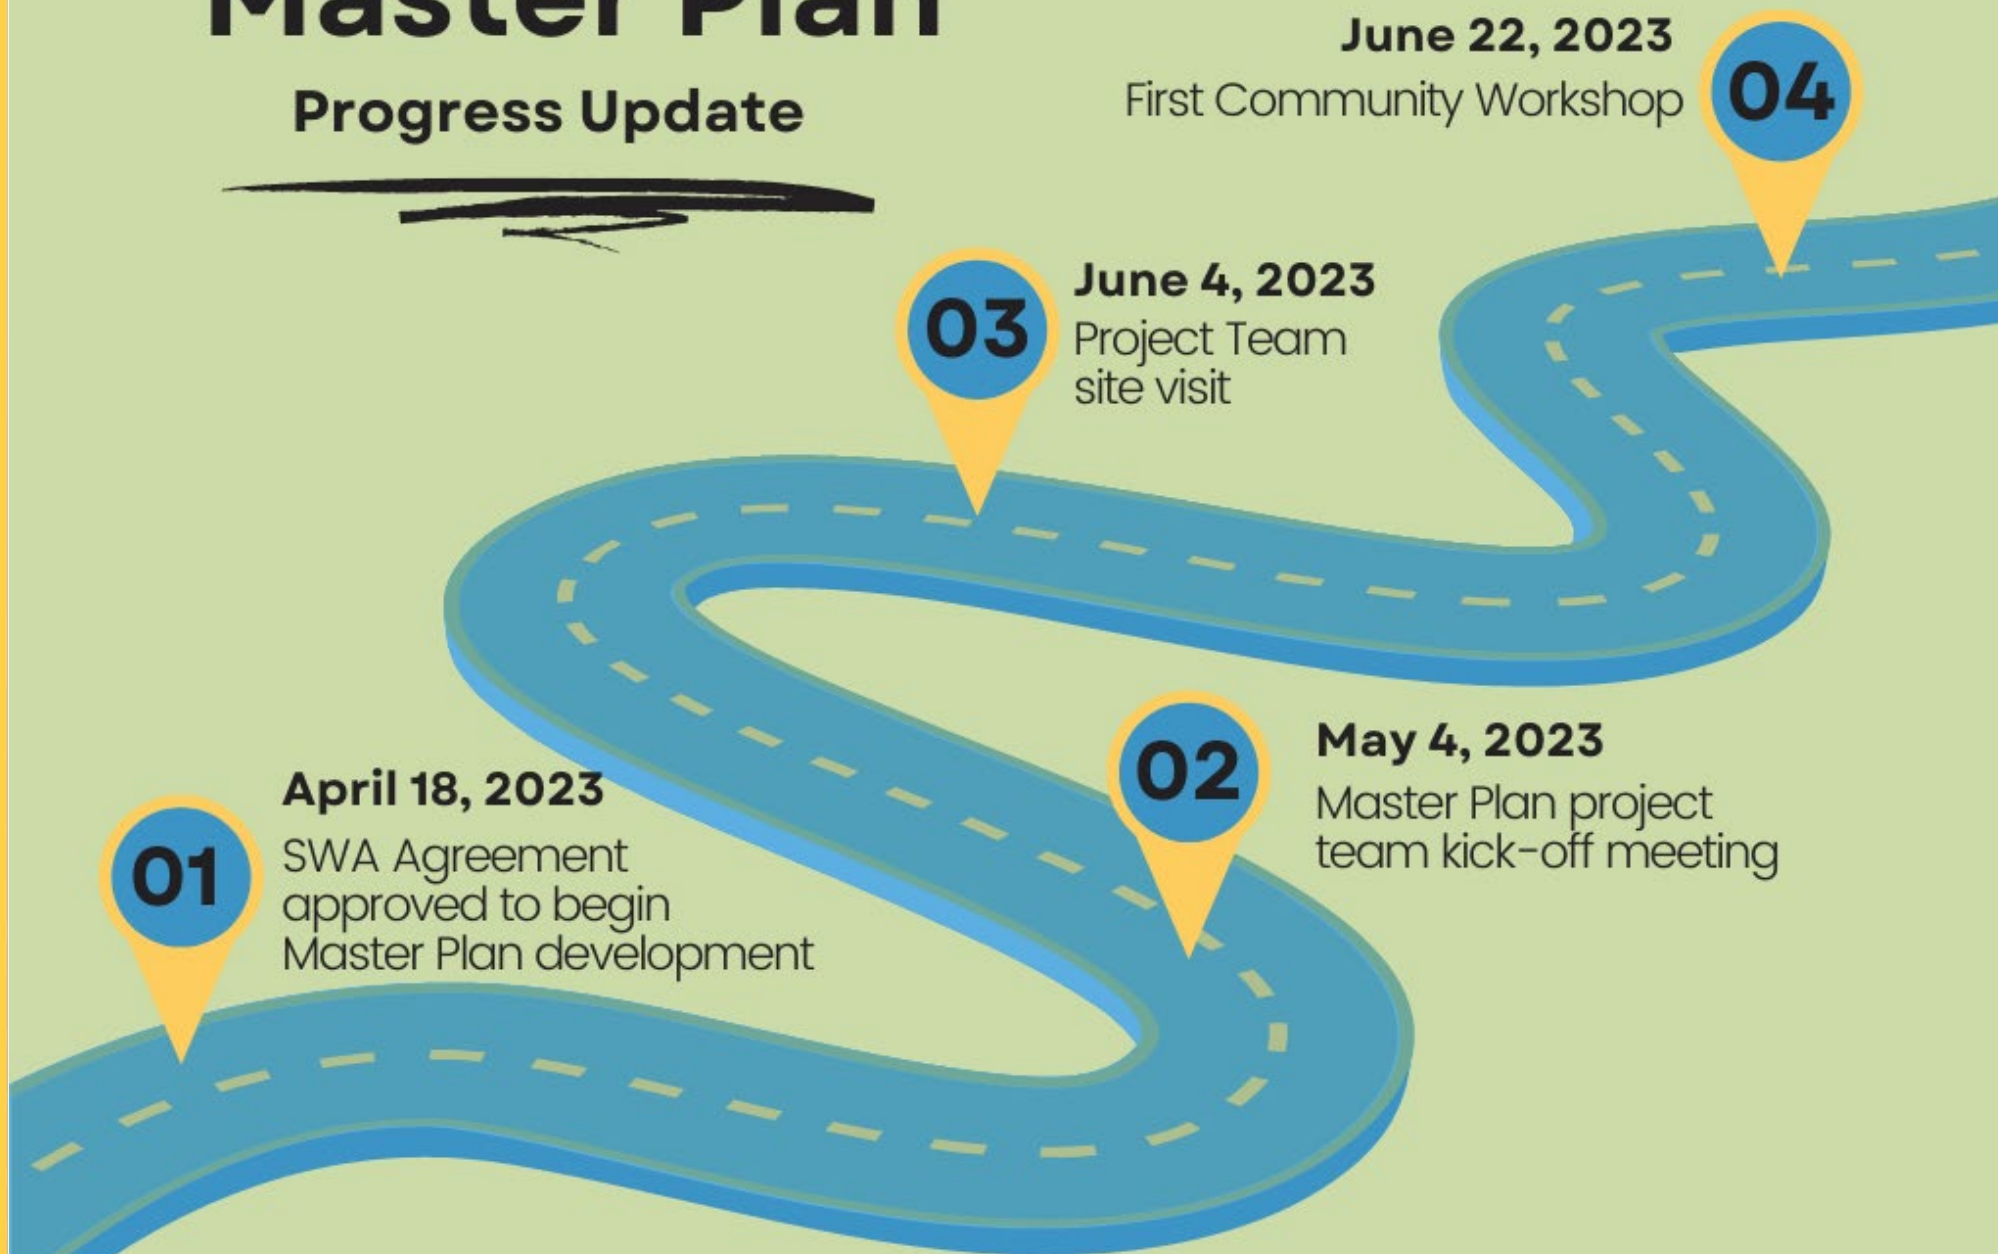 Master Plan
Progress Update
04
June 22, 2023
First Community Workshop
03
June 4, 2023
Project Team
site visit
02
May 4, 2023
Master Plan project
team kick-off meeting
01
April 18, 2023
SWA Agreement
approved to begin
Master Plan development